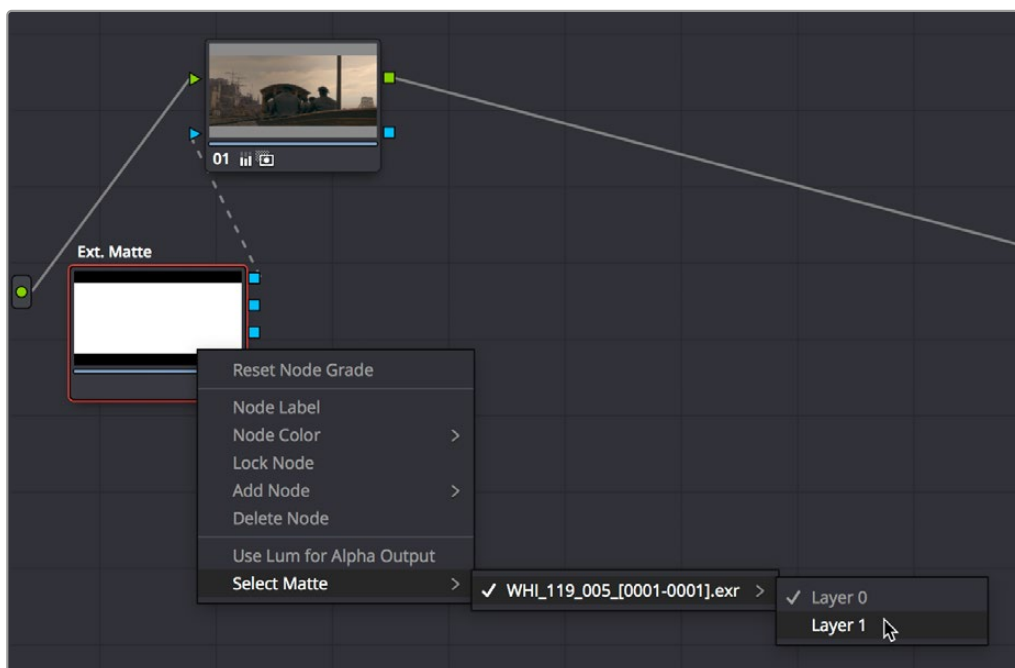 01
Ext. Matte
Reset Node Grade
Node Label
Node Color
Lock Node
Add Node
Delete Node
Use Lum for Alpha Output
Select Matte
WHI_119_005_[0001-0001].exr
Layer 0
Layer 1